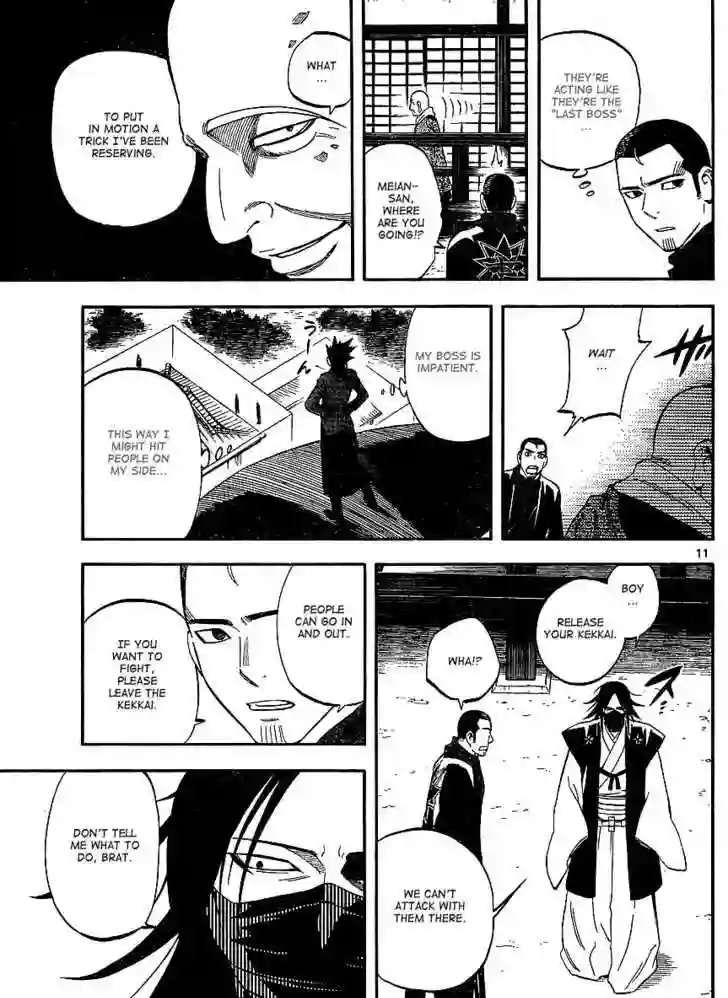 THEY'RE
ACTING LIKE
THEY'RE THE
"LAST BOSS"
...
MEIAN-
SAN,
WHERE
ARE YOU
GOING!?
WHAT
...
TO PUT
IN MOTION A
TRICK I'VE BEEN
RESERVING.
WAIT
...
MY BOSS IS
IMPATIENT.
THIS WAY I
MIGHT HIT
PEOPLE ON
MY SIDE...
11
BOY
...
RELEASE
YOUR KEKKAI.
WHA!?
WE CAN'T
ATTACK WITH
THEM THERE.
PEOPLE
CAN GO IN
AND OUT.
IF YOU
WANT TO
FIGHT,
PLEASE
LEAVE THE
KEKKAI.
DON'T TELL
ME WHAT TO
DO, BRAT.